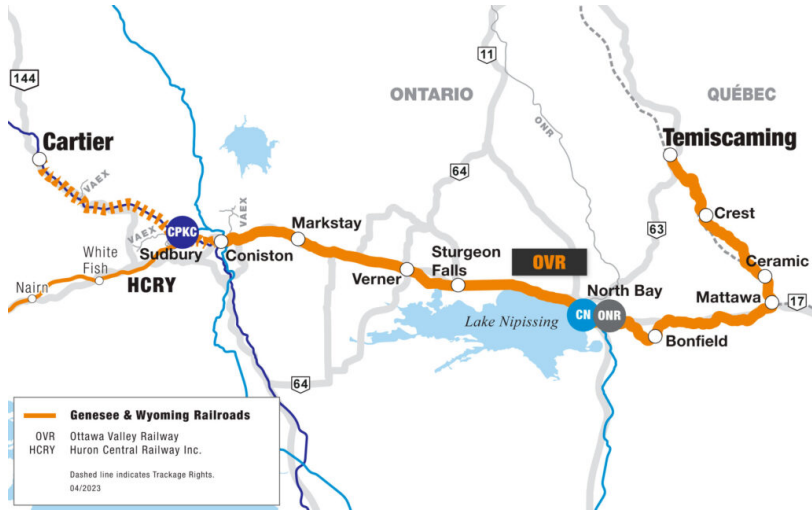 11
144
ONTARIO
QUÉBEC
Cartier
ONR
Temiscaming
VAEX
64
VAEX
Crest
CPKC
Markstay
63
VAEX
White
Fish
Sudbury
Coniston
Sturgeon
Falls
OVR
Ceramic
Nairn
HCRY
Verner
North Bay
Mattawa
17
Lake Nipissing
CN
ONR
Bonfield
64
Genesee & Wyoming Railroads
OVR Ottawa Valley Railway
HCRY Huron Central Railway Inc.
Dashed line indicates Trackage Rights.
04/2023